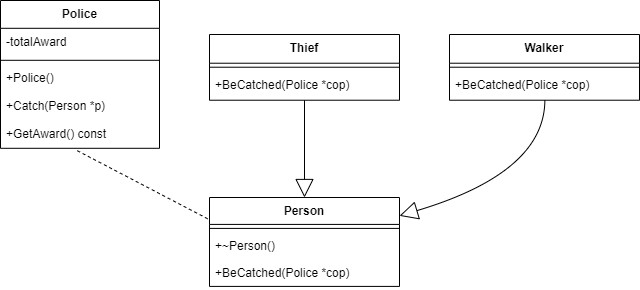 Police
-totalAward
+Police()
+Catch(Person *p)
+GetAward() const
Thief
+BeCatched(Police *cop)
Walker
+BeCatched(Police *cop)
Person
+~Person()
+BeCatched(Police *cop)